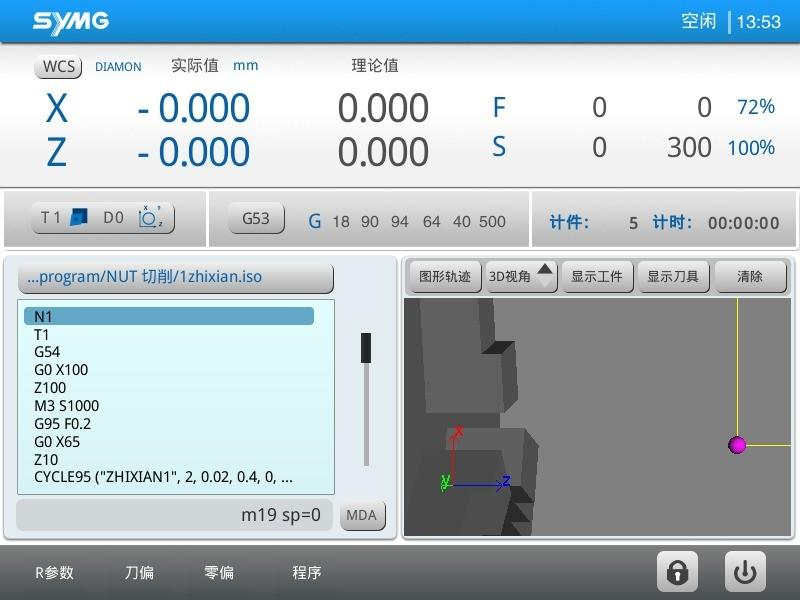 SYMG 空闲 13:53
WCS DIAMON 实际值 mm 理论值
X - 0.000 0.000 F 0 0 72%
Z - 0.000 0.000 S 0 300 100%
T 1 D0 G53 G 18 90 94 64 40 500 计件: 5 计时: 00:00:00
...program/NUT 切削/1zhixian.iso
图形轨迹 3D视角 显示工件 显示刀具 清除
N1
T1
G54
G0 X100
Z100
M3 S1000
G95 F0.2
G0 X65
Z10
CYCLE95 ("ZHIXIAN1", 2, 0.02, 0.4, 0, ...
x
y z
m19 sp=0 MDA
R参数 刀偏 零偏 程序